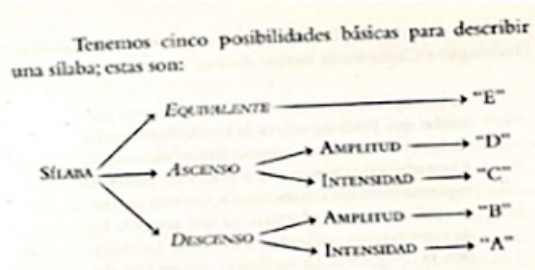 Tenemos cinco posibilidades básicas para describir
una sílaba; estas son:
EQUIVALENTE "E"
AMPLITUD "D"
SÍLABA ASCENSO
INTENSIDAD "C"
AMPLITUD "B"
DESCENSO
INTENSIDAD "A"